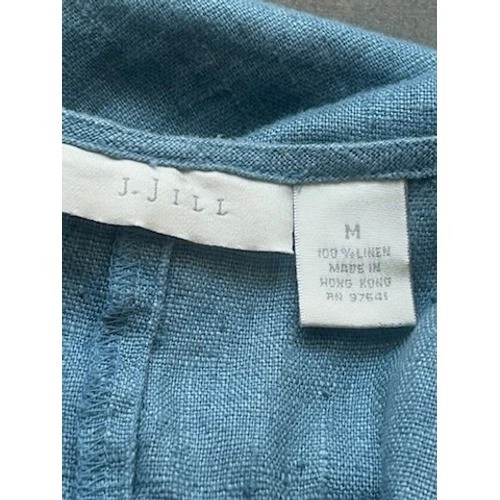 J. JILL
M
100% LINEN
MADE IN
HONG KONG
RN 97641